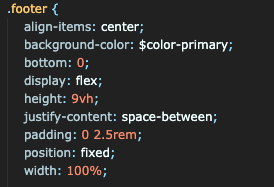 .footer {
align-items: center;
background-color: $color-primary;
bottom: 0;
display: flex;
height: 9vh;
justify-content: space-between;
padding: 0 2.5rem;
position: fixed;
width: 100%;